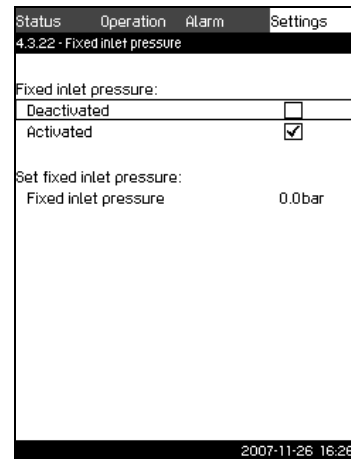 Status Operation Alarm Settings
4.3.22 - Fixed inlet pressure
Fixed inlet pressure:
Deactivated
Activated
Set fixed inlet pressure:
Fixed inlet pressure 0.0bar
2007-11-26 16:26